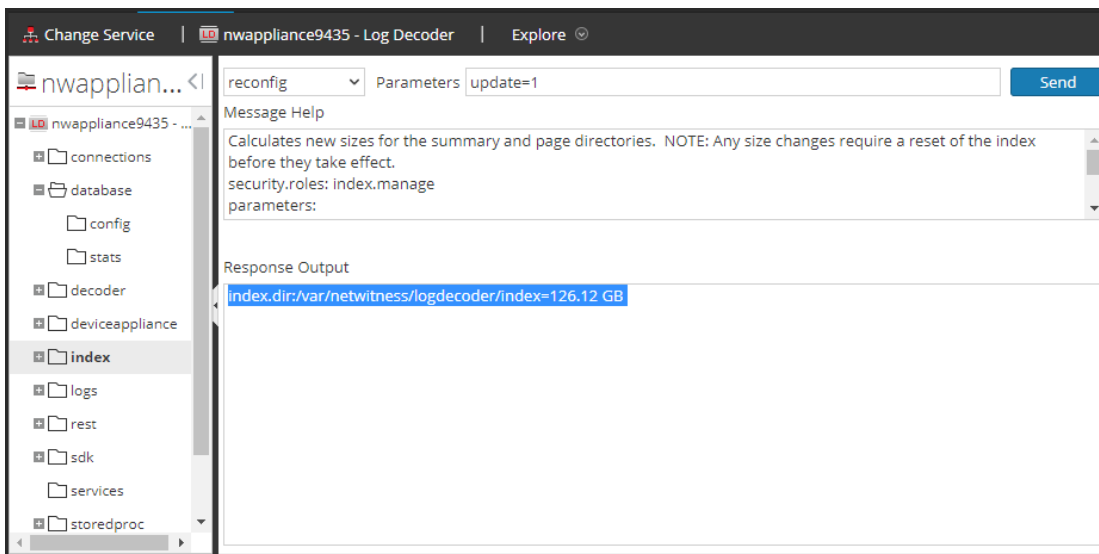 Change Service | LD nwappliance9435 - Log Decoder | Explore
nwapplian...
reconfig Parameters update=1 Send
Message Help
Calculates new sizes for the summary and page directories. NOTE: Any size changes require a reset of the index
before they take effect.
security.roles: index.manage
parameters:
Response Output
index.dir:/var/netwitness/logdecoder/index=126.12 GB
LD nwappliance9435 - ...
connections
database
config
stats
decoder
deviceappliance
index
logs
rest
sdk
services
storedproc